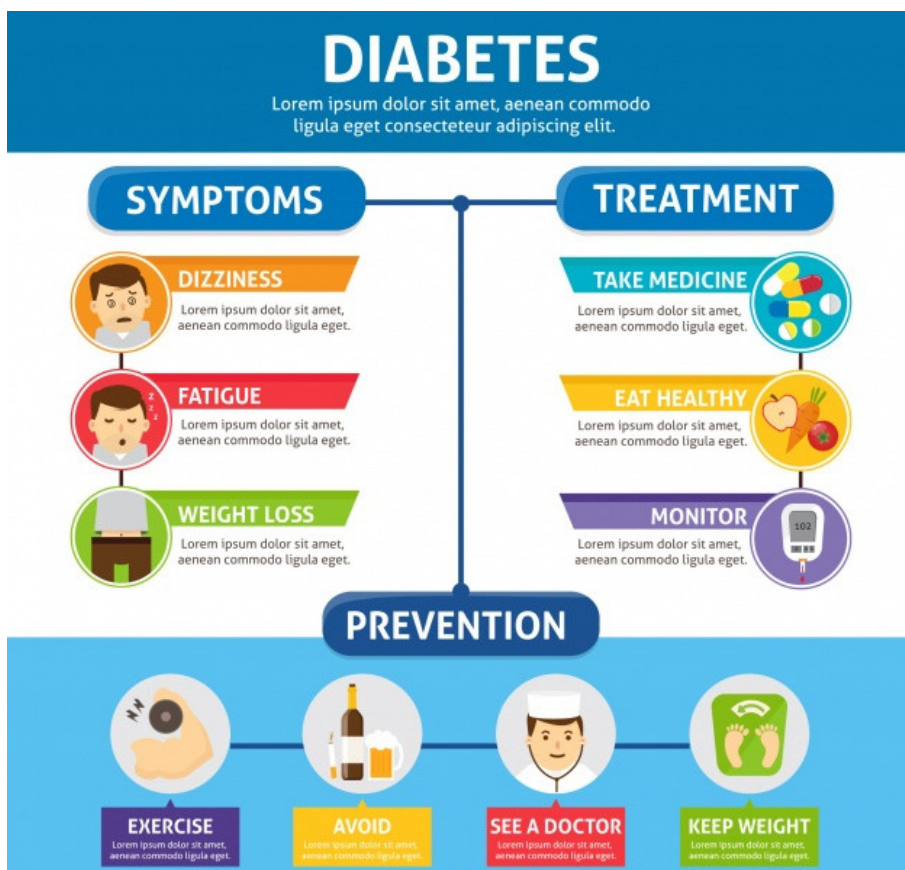 DIABETES
Lorem ipsum dolor sit amet, aenean commodo
ligula eget consecteteur adipiscing elit.
SYMPTOMS
DIZZINESS
Lorem ipsum dolor sit amet,
aenean commodo ligula eget.
FATIGUE
z
z
z
Lorem ipsum dolor sit amet,
aenean commodo ligula eget.
WEIGHT LOSS
Lorem ipsum dolor sit amet,
aenean commodo ligula eget.
TREATMENT
TAKE MEDICINE
Lorem ipsum dolor sit amet,
aenean commodo ligula eget.
EAT HEALTHY
Lorem ipsum dolor sit amet,
aenean commodo ligula eget.
MONITOR
102
Lorem ipsum dolor sit amet,
aenean commodo ligula eget.
PREVENTION
EXERCISE
Lorem ipsum dolor sit amet,
aenean commodo ligula eget.
AVOID
Lorem ipsum dolor sit amet,
aenean commodo ligula eget.
SEE A DOCTOR
Lorem ipsum dolor sit amet,
aenean commodo ligula eget.
KEEP WEIGHT
Lorem ipsum dolor sit amet,
aenean commodo ligula eget.